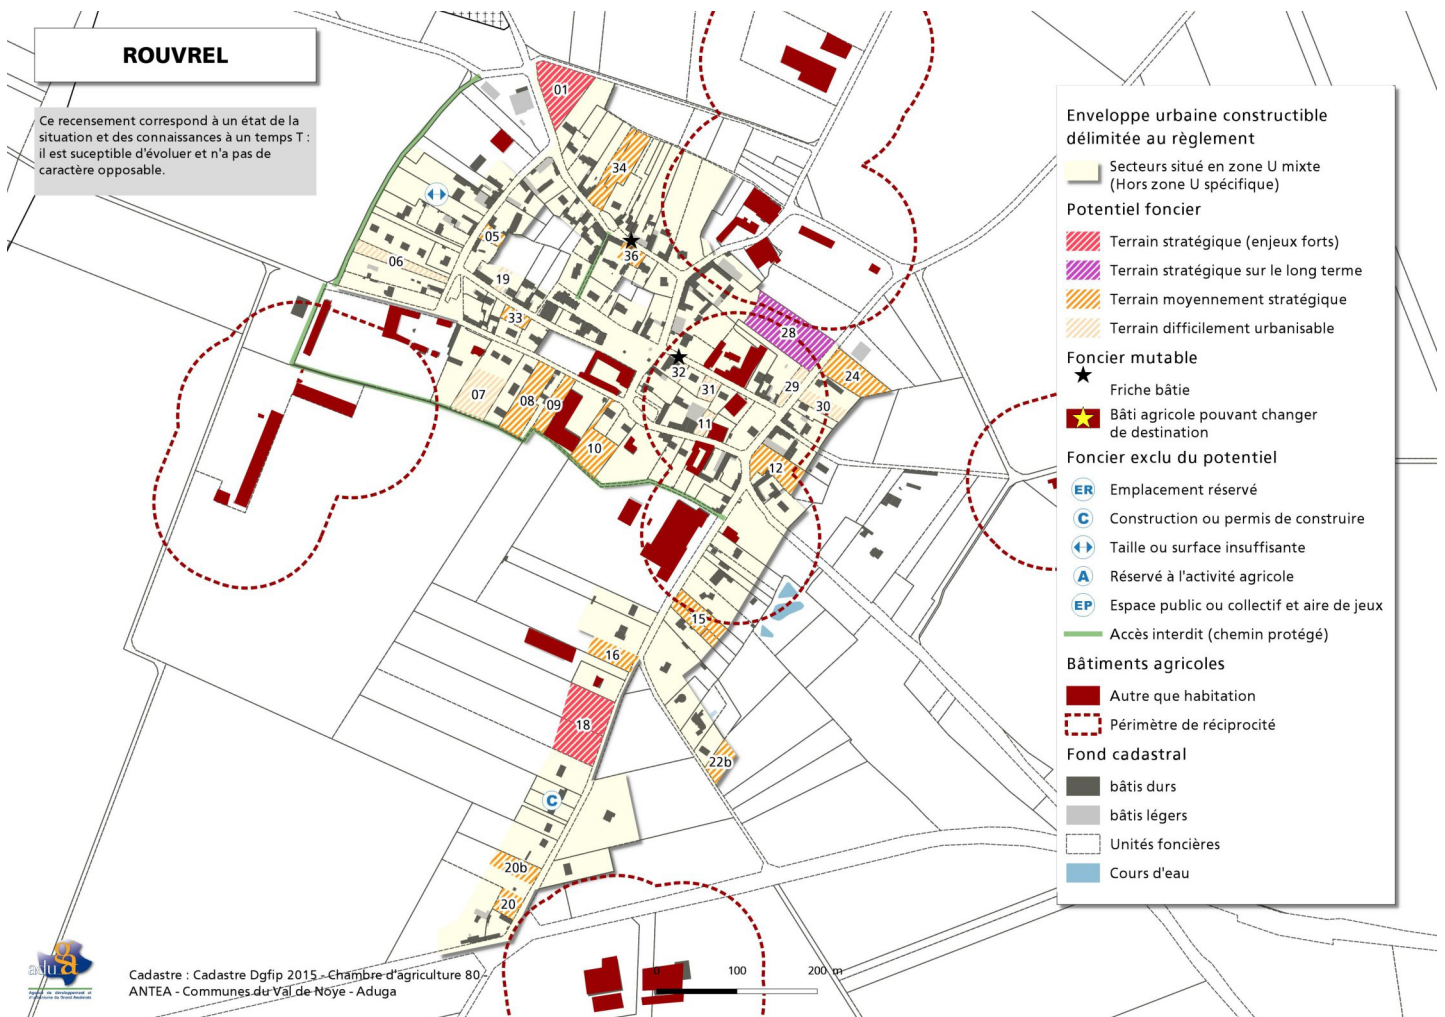 ROUVREL
Ce recensement correspond à un état de la
situation et des connaissances à un temps T :
il est suceptible d'évoluer et n'a pas de
caractère opposable.
01
34
05
36
06
19
33
28
32
24
31
29
07
08
09
30
11
10
12
15
16
18
22b
C
20b
20
Enveloppe urbaine constructible
délimitée au règlement
Secteurs situé en zone U mixte
(Hors zone U spécifique)
Potentiel foncier
Terrain stratégique (enjeux forts)
Terrain stratégique sur le long terme
Terrain moyennement stratégique
Terrain difficilement urbanisable
Foncier mutable
Friche bâtie
Bâti agricole pouvant changer
de destination
Foncier exclu du potentiel
ER Emplacement réservé
C Construction ou permis de construire
Taille ou surface insuffisante
A Réservé à l'activité agricole
EP Espace public ou collectif et aire de jeux
Accès interdit (chemin protégé)
Bâtiments agricoles
Autre que habitation
Périmètre de réciprocité
Fond cadastral
bâtis durs
bâtis légers
Unités foncières
Cours d'eau
aduga
Cadastre : Cadastre Dgfip 2015 - Chambre d'agriculture 80 -
ANTEA - Communes du Val de Noye - Aduga
0 100 200 m